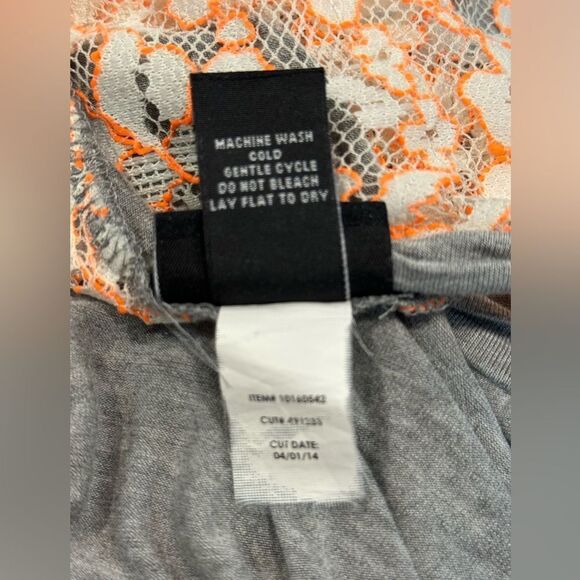 MACHINE WASH
COLD
GENTLE CYCLE
DO NOT BLEACH
LAY FLAT TO DRY
ITEM# 10160542
CUT# 491235
CUT DATE:
04/01/14